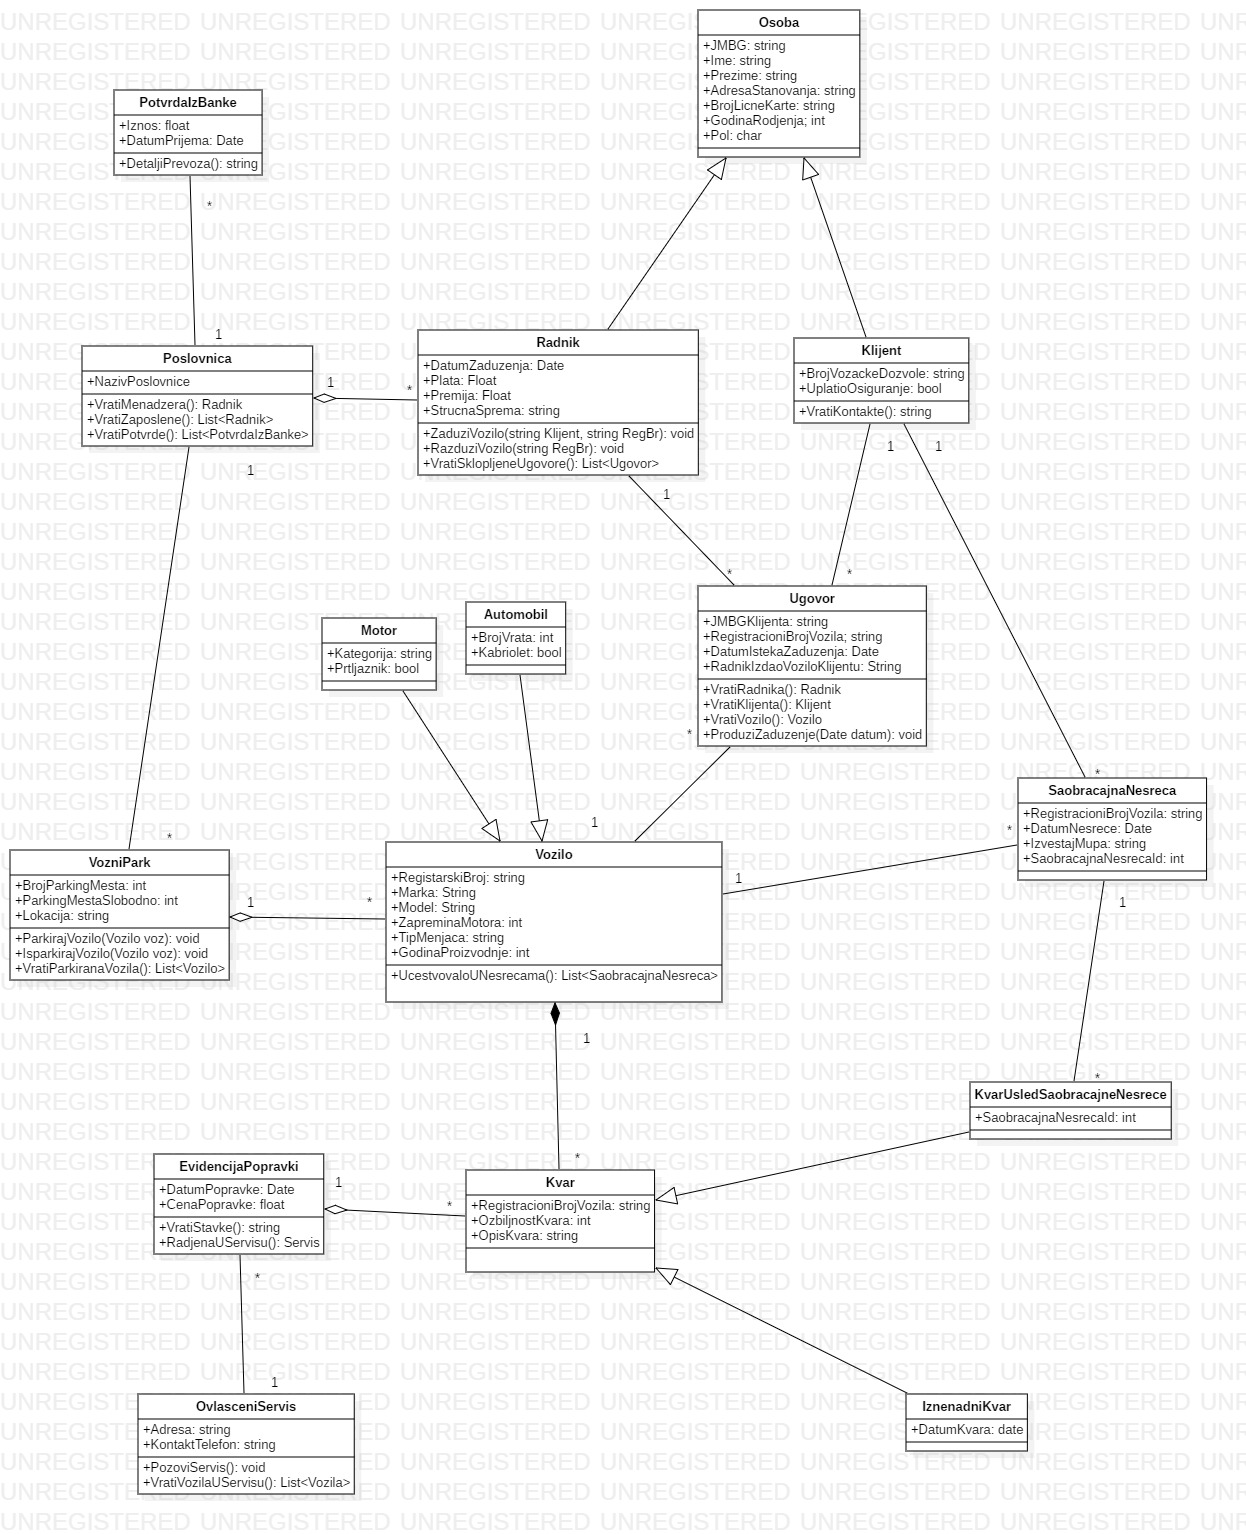 Osoba
+JMBG: string
+Ime: string
+Prezime: string
+AdresaStanovanja: string
+BrojLicneKarte: string
+GodinaRodjenja; int
+Pol: char
PotvrdaIzBanke
+Iznos: float
+DatumPrijema: Date
+DetaljiPrevoza(): string
*
1
Poslovnica
+NazivPoslovnice
+VratiMenadzera(): Radnik
+VratiZaposlene(): List<Radnik>
+VratiPotvrde(): List<PotvrdaIzBanke>
1
*
1
Radnik
+DatumZaduzenja: Date
+Plata: Float
+Premija: Float
+StrucnaSprema: string
+ZaduziVozilo(string Klijent, string RegBr): void
+RazduziVozilo(string RegBr): void
+VratiSklopljeneUgovore(): List<Ugovor>
1
*
Klijent
+BrojVozackeDozvole: string
+UplatioOsiguranje: bool
+VratiKontakte(): string
1
1
*
Motor
+Kategorija: string
+Prtljaznik: bool
Automobil
+BrojVrata: int
+Kabriolet: bool
Ugovor
+JMBGKlijenta: string
+RegistracioniBrojVozila; string
+DatumIstekaZaduzenja: Date
+RadnikIzdaoVoziloKlijentu: String
+VratiRadnika(): Radnik
+VratiKlijenta(): Klijent
+VratiVozilo(): Vozilo
+ProduziZaduzenje(Date datum): void
*
1
*
SaobracajnaNesreca
+RegistracioniBrojVozila: string
+DatumNesrece: Date
+IzvestajMupa: string
+SaobracajnaNesrecaId: int
*
1
1
*
VozniPark
+BrojParkingMesta: int
+ParkingMestaSlobodno: int
+Lokacija: string
+ParkirajVozilo(Vozilo voz): void
+IsparkirajVozilo(Vozilo voz): void
+VratiParkiranaVozila(): List<Vozilo>
1
*
Vozilo
+RegistarskiBroj: string
+Marka: String
+Model: String
+ZapreminaMotora: int
+TipMenjaca: string
+GodinaProizvodnje: int
+UcestvovaloUNesrecama(): List<SaobracajnaNesreca>
1
*
*
KvarUsledSaobracajneNesrece
+SaobracajnaNesrecaId: int
EvidencijaPopravki
+DatumPopravke: Date
+CenaPopravke: float
+VratiStavke(): string
+RadjenaUServisu(): Servis
1
*
Kvar
+RegistracioniBrojVozila: string
+OzbiljnostKvara: int
+OpisKvara: string
*
1
OvlasceniServis
+Adresa: string
+KontaktTelefon: string
+PozoviServis(): void
+VratiVozilaUServisu(): List<Vozila>
IznenadniKvar
+DatumKvara: date